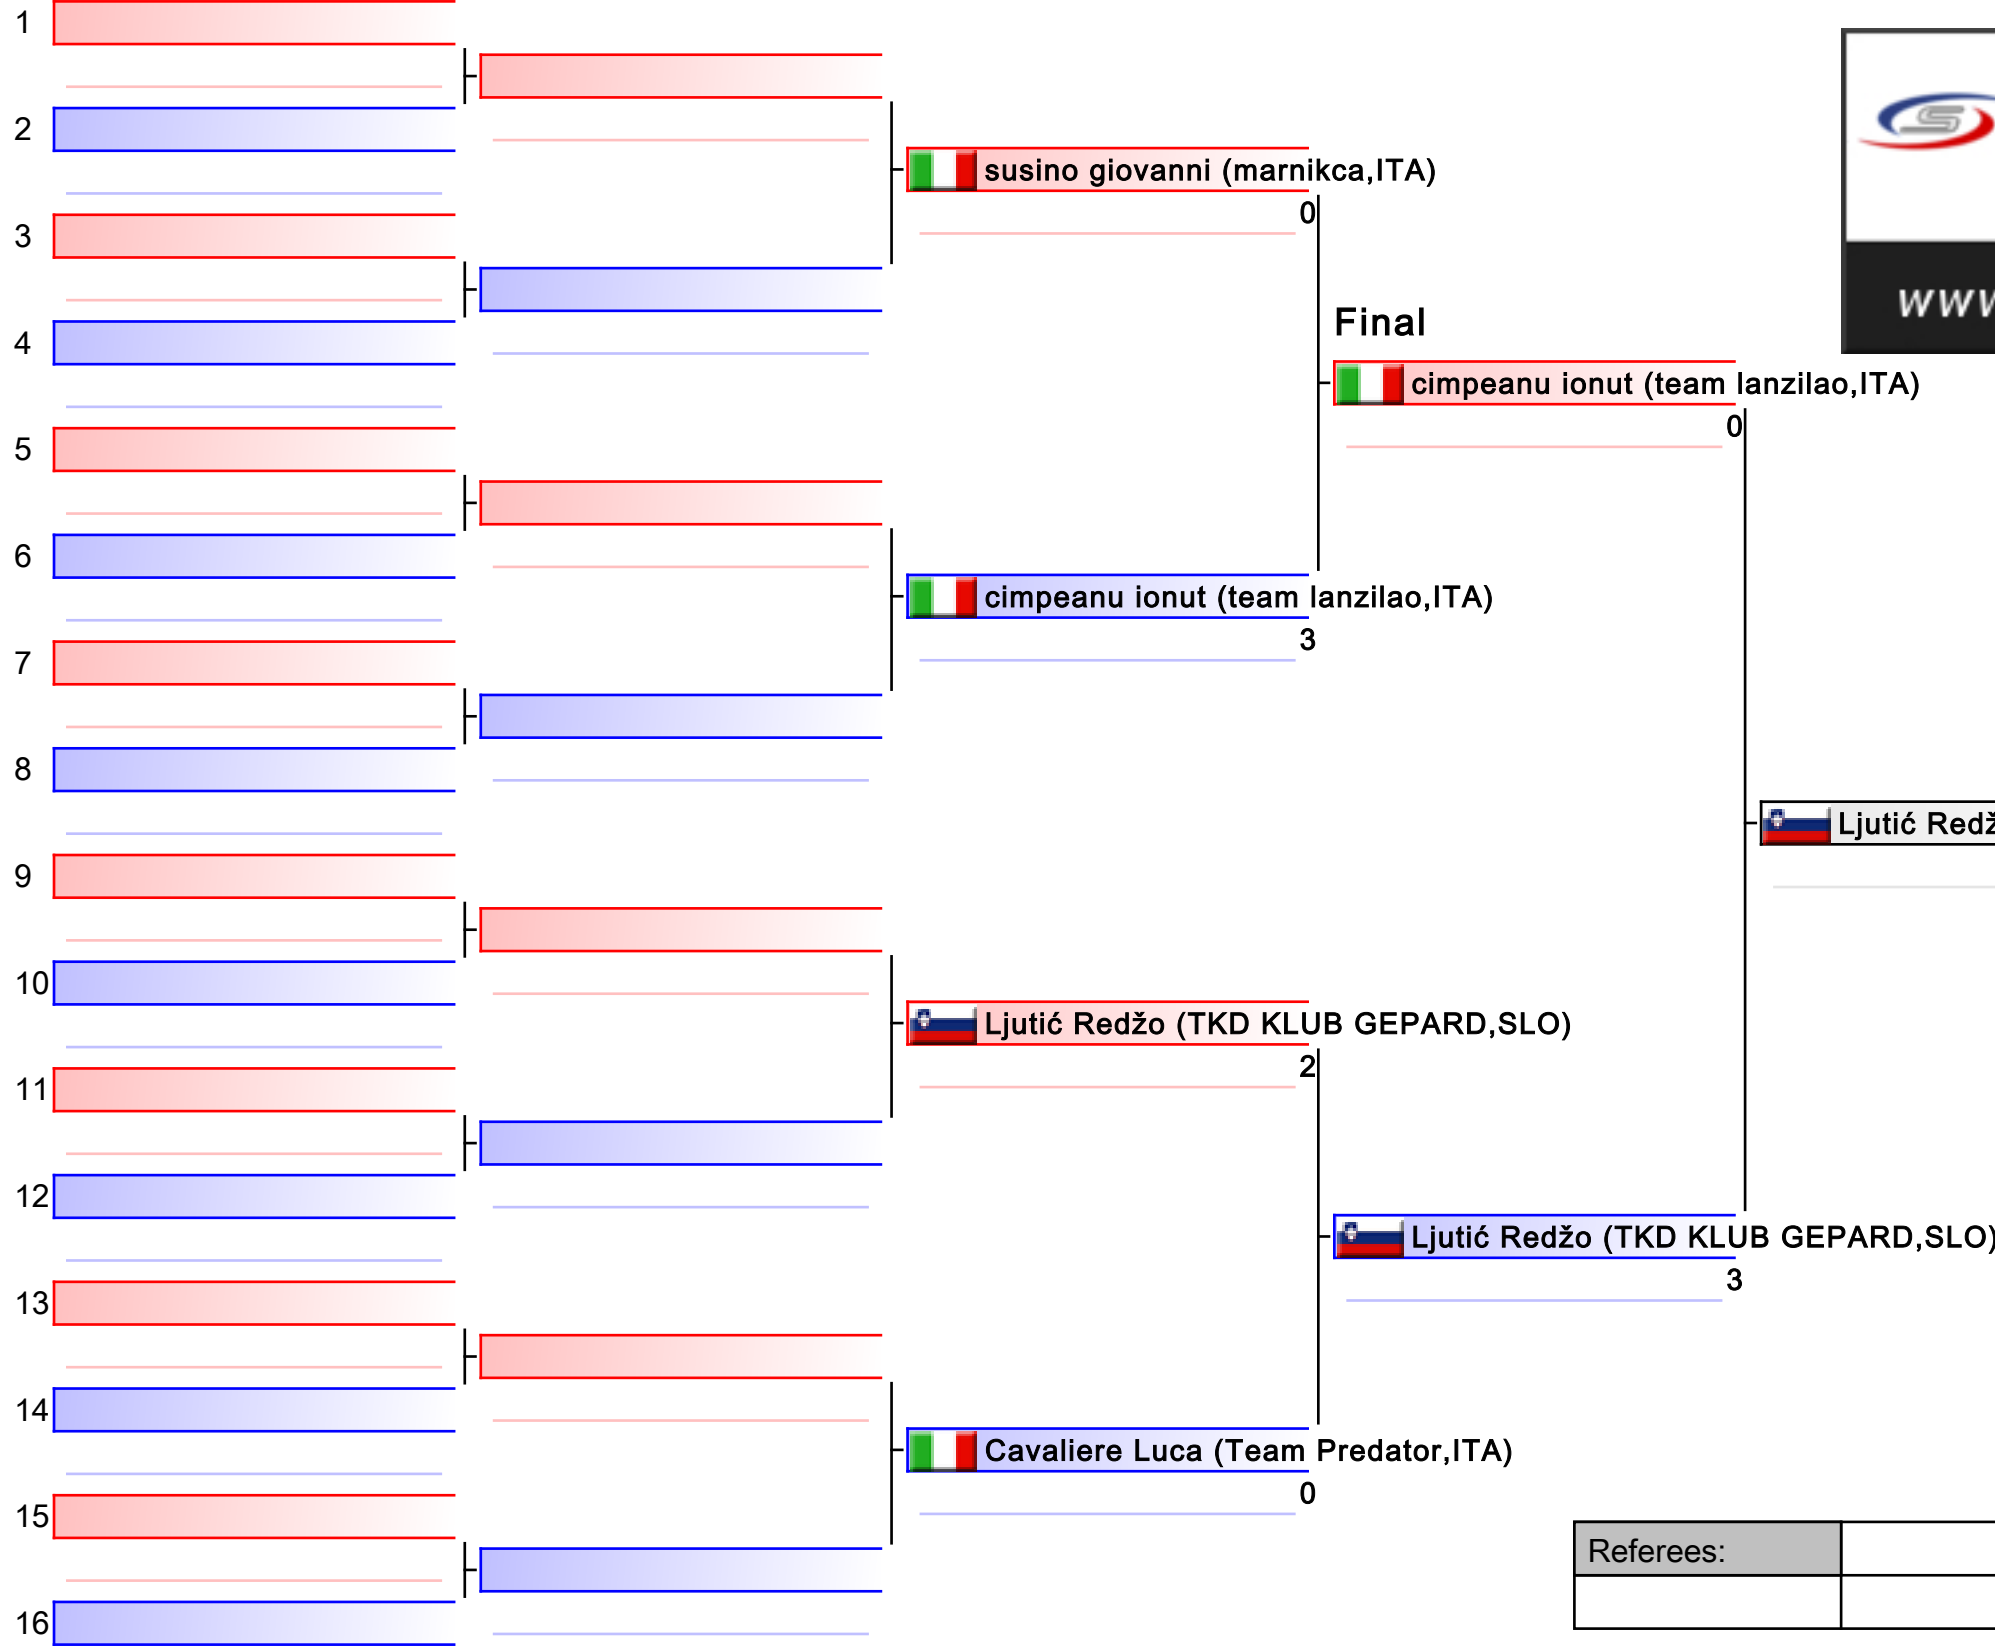 1
2
susino giovanni (marnikca,ITA)
0
3
www
Final
4
cimpeanu ionut (team lanzilao,ITA)
0
5
6
cimpeanu ionut (team lanzilao,ITA)
3
7
8
Ljutić Redž
9
10
Ljutić Redžo (TKD KLUB GEPARD,SLO)
2
11
12
Ljutić Redžo (TKD KLUB GEPARD,SLO)
3
13
14
Cavaliere Luca (Team Predator,ITA)
0
15
Referees:
16